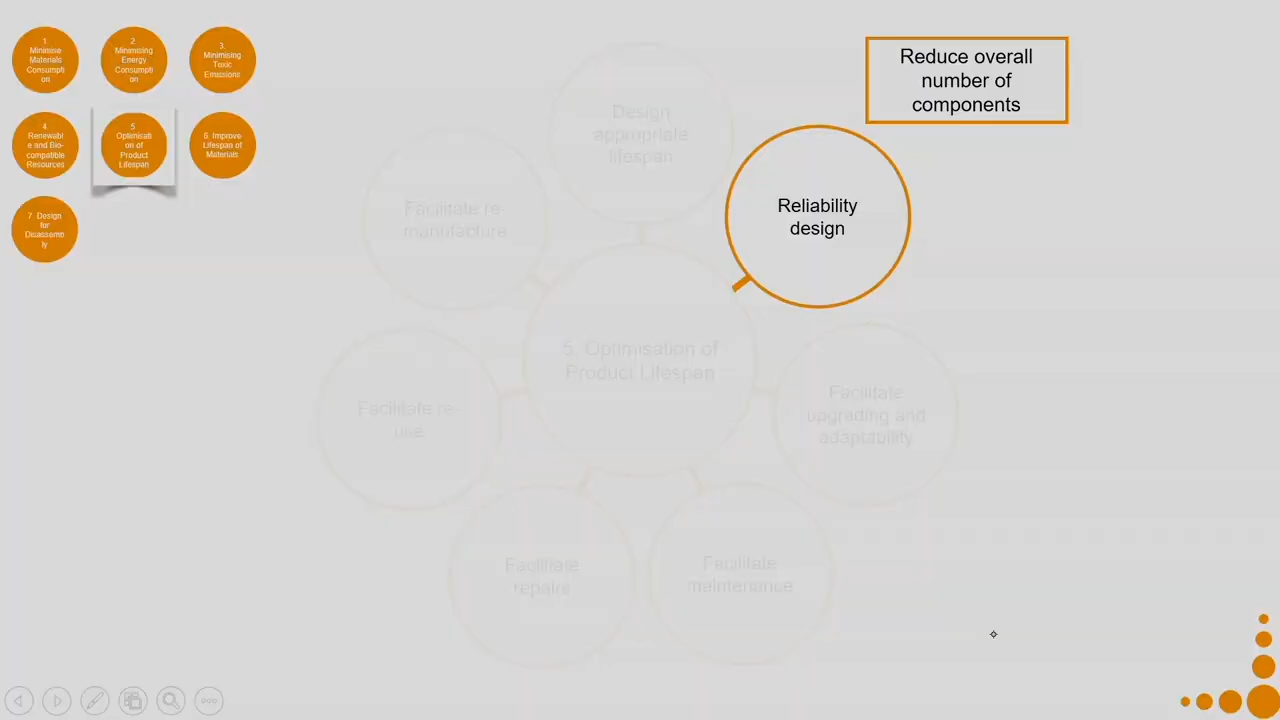 1
Minimise
Materials
Consumpti
on
2.
Minimising
Energy
Consumpti
on
3.
Minimising
Toxic
Emissions
4.
Renewabl
e and Bio-
compatible
Resources
5
Optimisati
on of
Product
Lifespan
6. Improve
Lifespan of
Materials
7. Design
for
Disassemb
ly
Reduce overall
number of
components
Reliability
design
Design
appropriate
lifespan
Facilitate re-
manufacture
5. Optimisation of
Product Lifespan
Facilitate
upgrading and
adaptability
Facilitate re-
use
Facilitate
repairs
Facilitate
maintenance